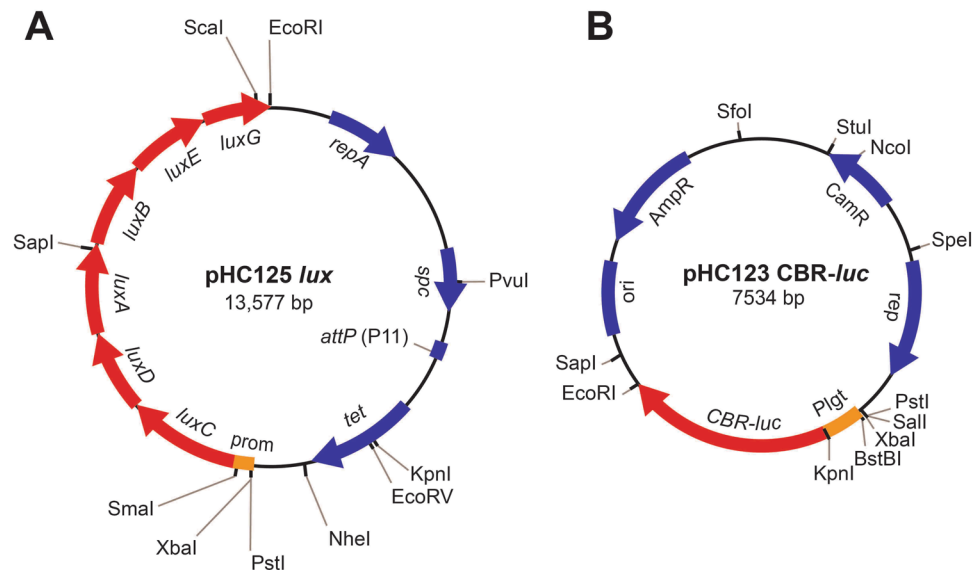 A
ScaI
EcoRI
luxG
luxE
repA
luxB
SapI
pHC125 lux
13,577 bp
spc
PvuI
luxA
attP (P11)
luxD
luxC
prom
tet
KpnI
EcoRV
SmaI
XbaI
PstI
NheI
B
SfoI
StuI
NcoI
AmpR
CamR
SpeI
pHC123 CBR-luc
7534 bp
ori
rep
SapI
EcoRI
CBR-luc
Plgt
PstI
SalI
XbaI
BstBI
KpnI